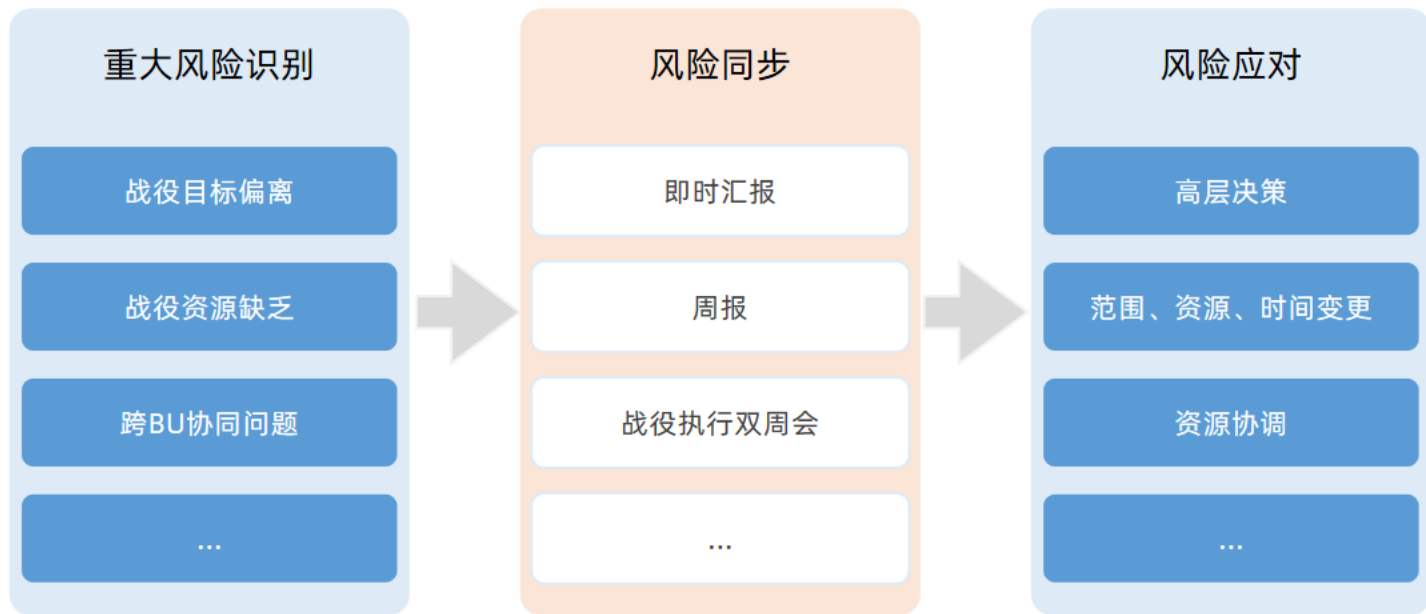 重大风险识别
战役目标偏离
战役资源缺乏
跨BU协同问题
...
风险同步
即时汇报
周报
战役执行双周会
...
风险应对
高层决策
范围、资源、时间变更
资源协调
...